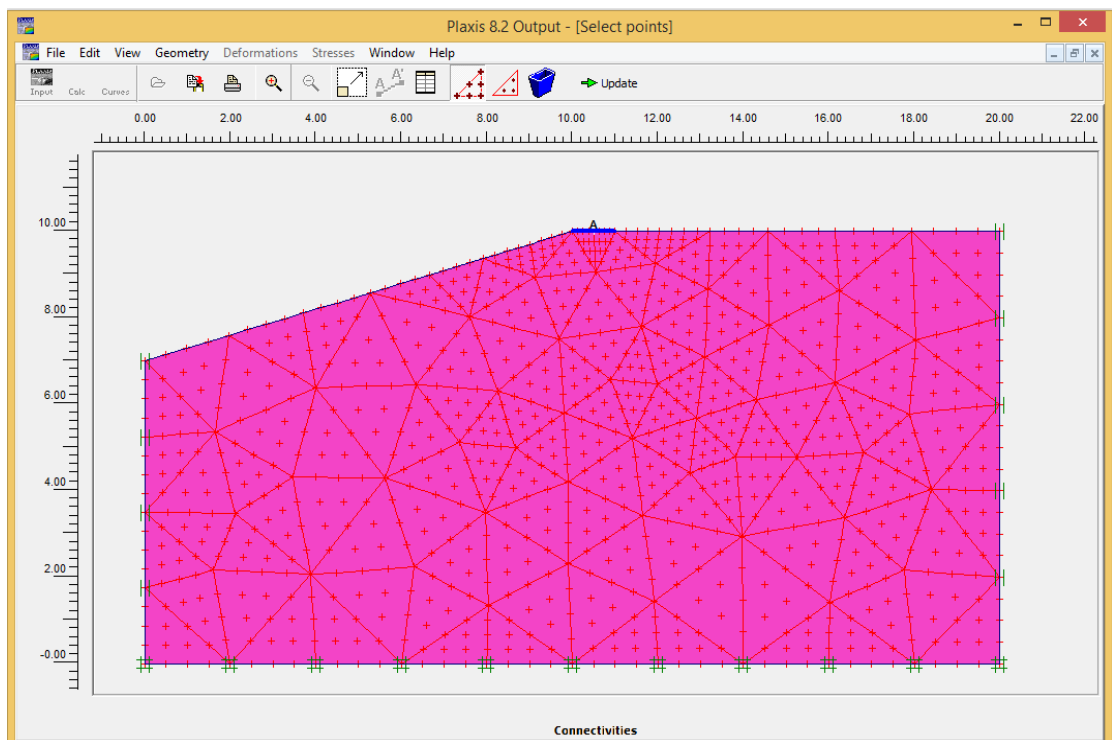 Plaxis 8.2 Output - [Select points]
File Edit View Geometry Deformations Stresses Window Help
Input Calc Curves A A' Update
0.00 2.00 4.00 6.00 8.00 10.00 12.00 14.00 16.00 18.00 20.00 22.00
10.00
A
8.00
6.00
4.00
2.00
-0.00
Connectivities